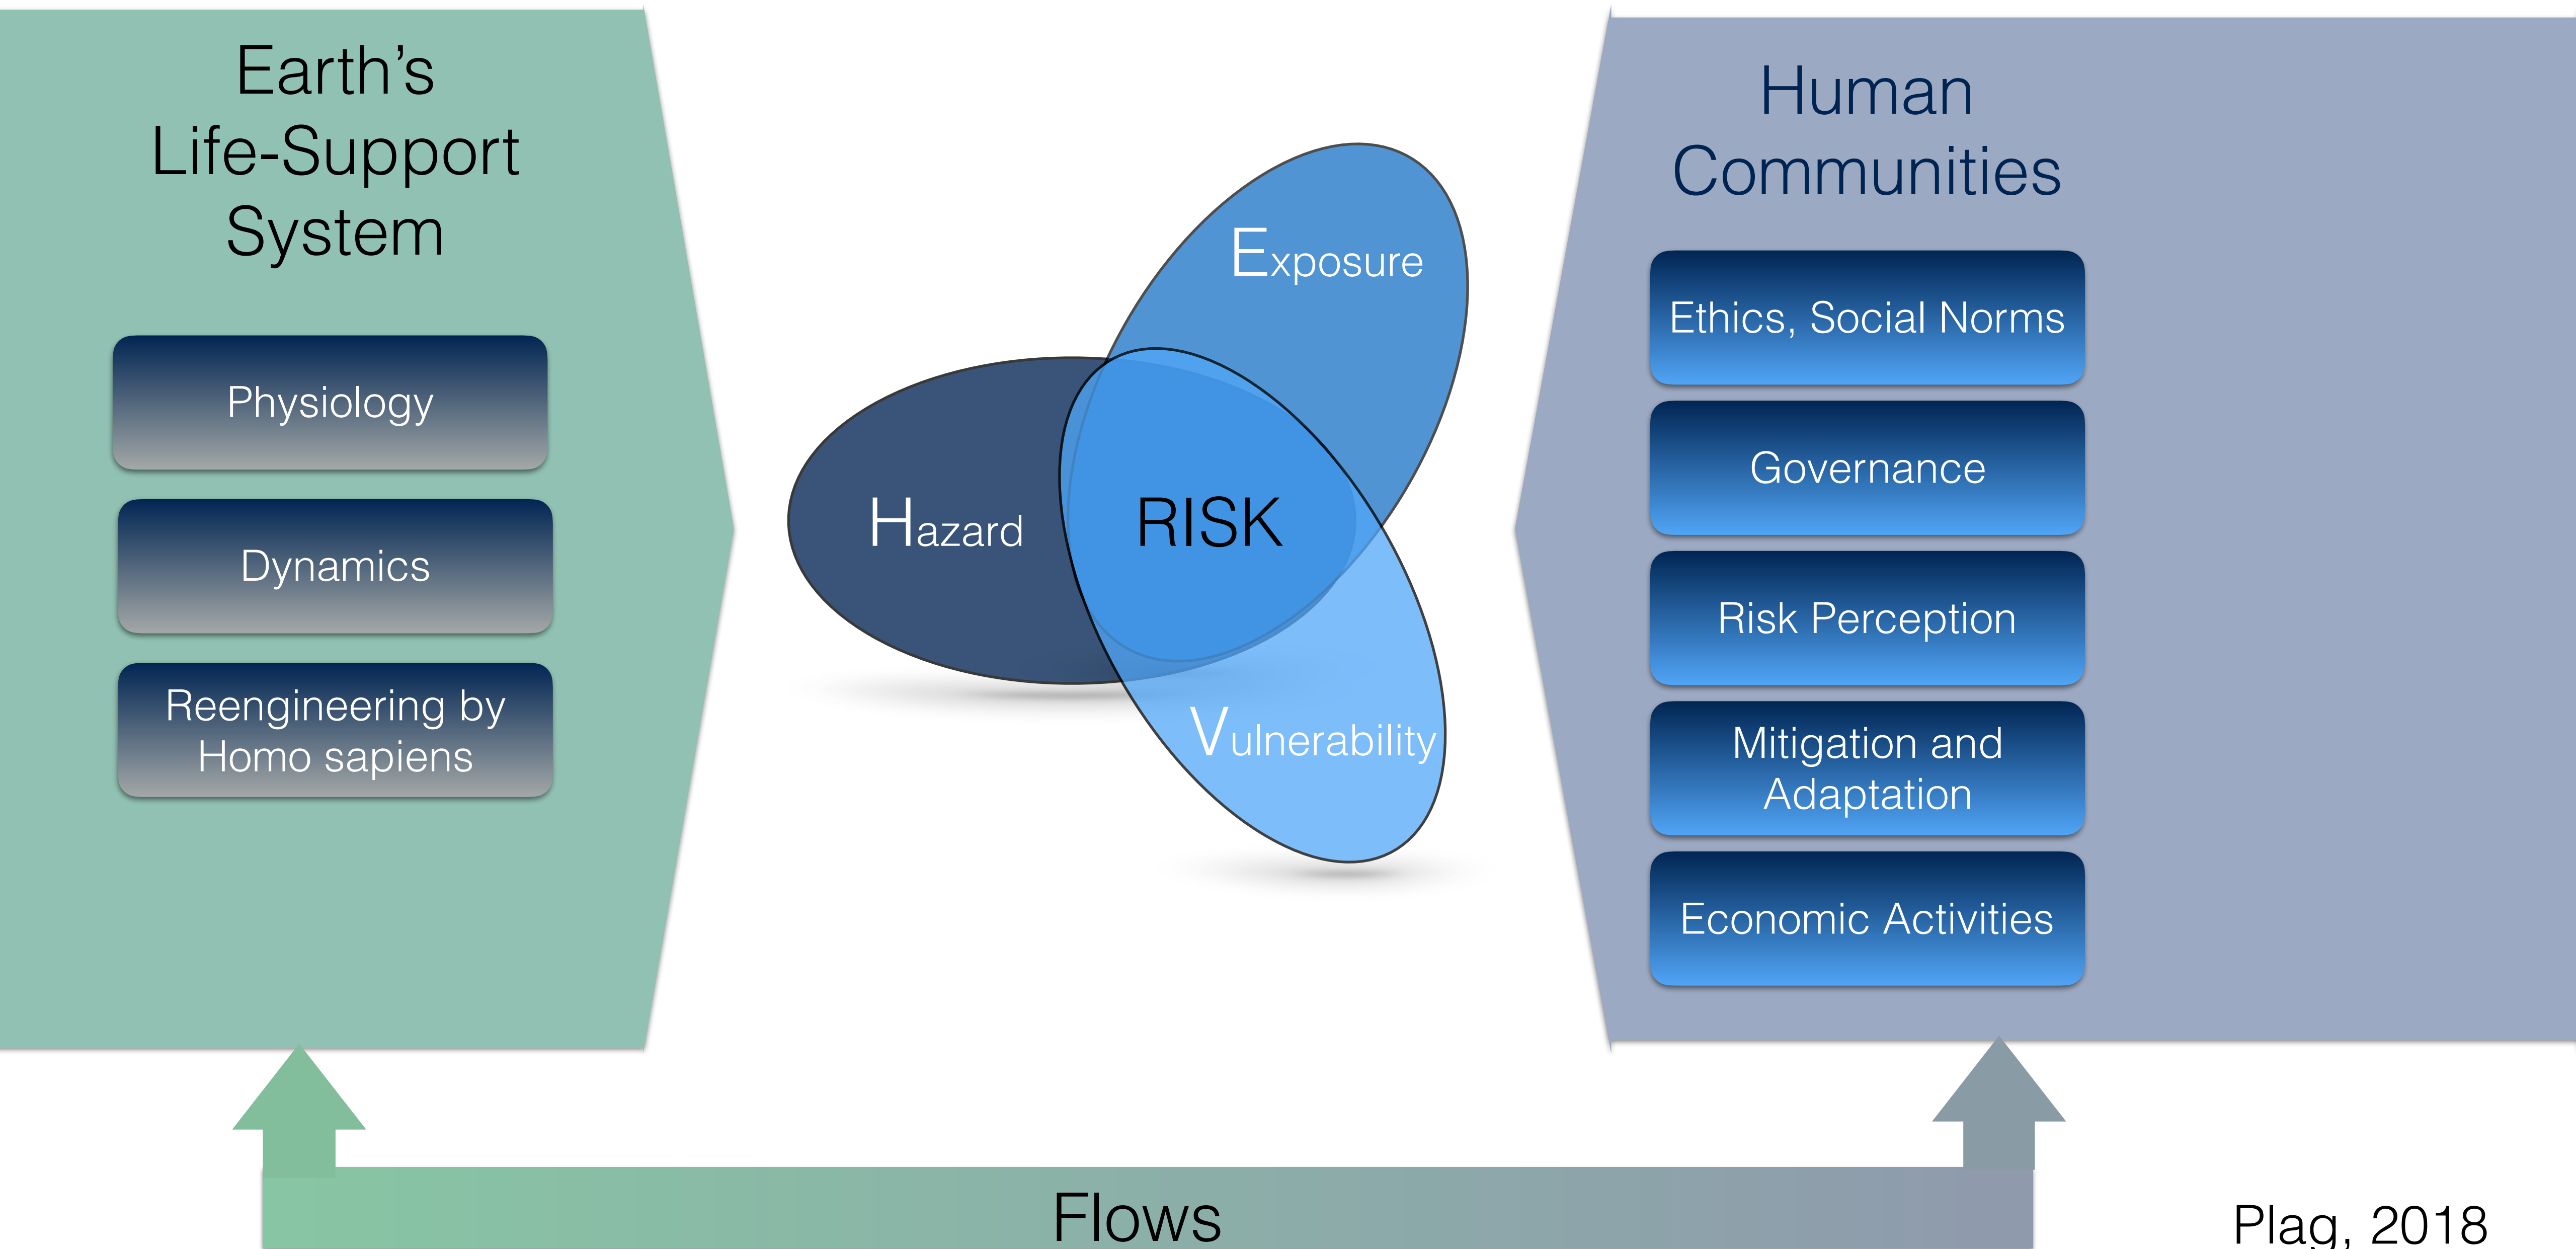 Earth’s
Life-Support
System
Physiology
Dynamics
Reengineering by
Homo sapiens
Exposure
Hazard
RISK
Vulnerability
Human
Communities
Ethics, Social Norms
Governance
Risk Perception
Mitigation and
Adaptation
Economic Activities
Flows
Plag, 2018